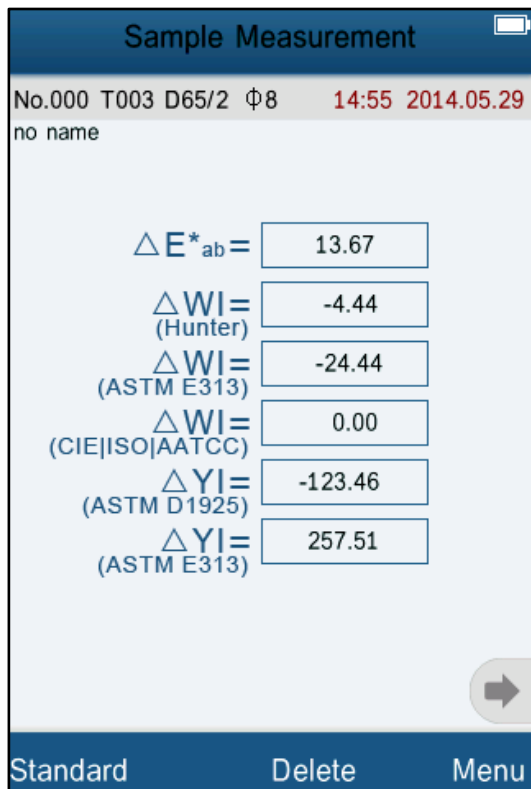 Sample Measurement
No.000 T003 D65/2 Φ8 14:55 2014.05.29
no name
△E*ab= 13.67
△WI= -4.44
(Hunter)
△WI= -24.44
(ASTM E313)
△WI= 0.00
(CIE|ISO|AATCC)
△YI= -123.46
(ASTM D1925)
△YI= 257.51
(ASTM E313)
Standard Delete Menu